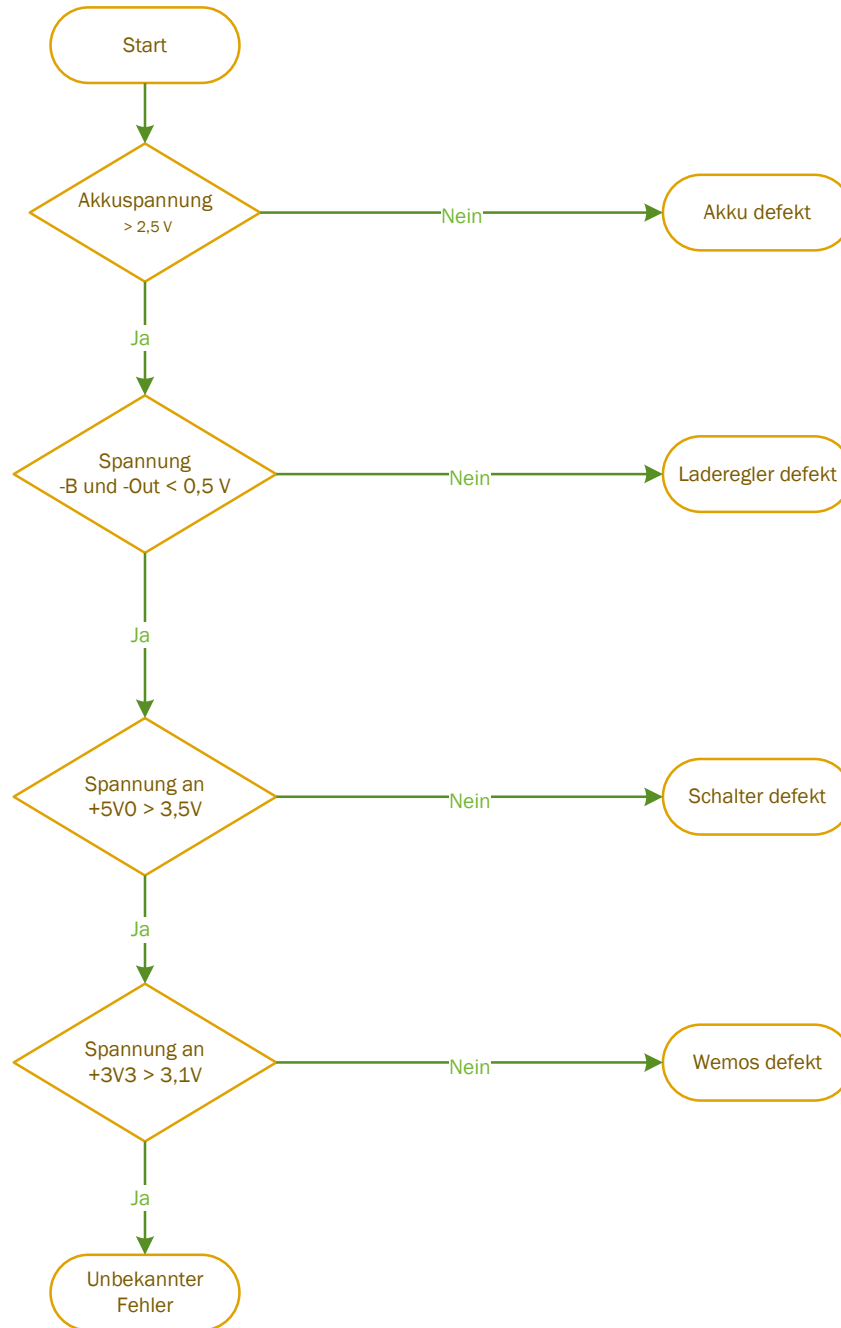 Start
Akkuspannung
> 2,5 V
Nein
Akku defekt
Ja
Spannung
-B und -Out < 0,5 V
Nein
Laderegler defekt
Ja
Spannung an
+5V0 > 3,5V
Nein
Schalter defekt
Ja
Spannung an
+3V3 > 3,1V
Nein
Wemos defekt
Ja
Unbekannter
Fehler